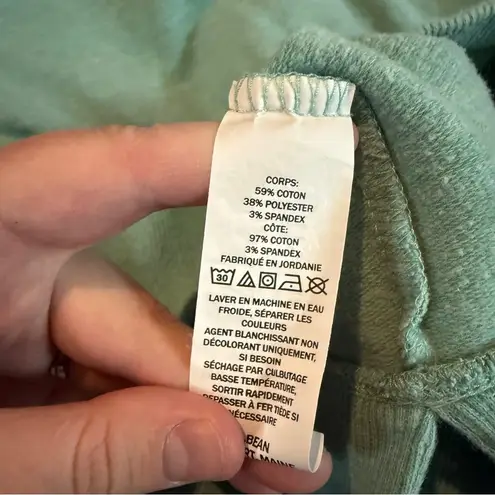 CORPS:
59% COTON
38% POLYESTER
3% SPANDEX
CÔTE:
97% COTON
3% SPANDEX
FABRIQUÉ EN JORDANIE
30
LAVER EN MACHINE EN EAU
FROIDE, SÉPARER LES
COULEURS
AGENT BLANCHISSANT NON
DÉCOLORANT UNIQUEMENT,
SI BESOIN
SÉCHAGE PAR CULBUTAGE
BASSE TEMPÉRATURE,
SORTIR RAPIDEMENT
REPASSER À FER TIÈDE SI
NÉCESSAIRE
BEAN
MAINE